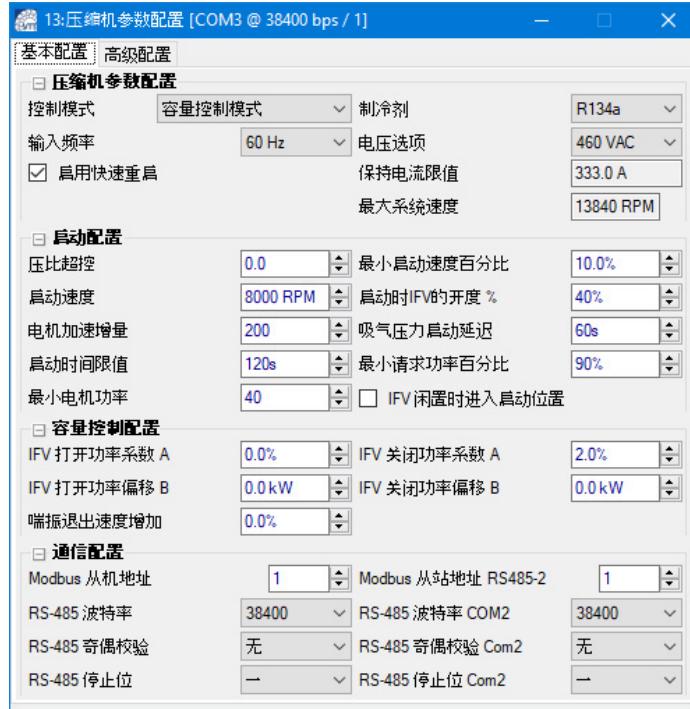 13:压缩机参数配置 [COM3 @ 38400 bps / 1]
基本配置 高级配置
压缩机参数配置
控制模式 容量控制模式 制冷剂 R134a
输入频率 60 Hz 电压选项 460 VAC
启用快速重启 保持电流限值 333.0 A
最大系统速度 13840 RPM
启动配置
压比超控 0.0 最小启动速度百分比 10.0%
启动速度 8000 RPM 启动时IFV的开度 % 40%
电机加速增量 200 吸气压力启动延迟 60s
启动时间限值 120s 最小请求功率百分比 90%
最小电机功率 40 IFV 闲置时进入启动位置
容量控制配置
IFV 打开功率系数 A 0.0% IFV 关闭功率系数 A 2.0%
IFV 打开功率偏移 B 0.0 kW IFV 关闭功率偏移 B 0.0 kW
喘振退出速度增加 0.0%
通信配置
Modbus 从机地址 1 Modbus 从站地址 RS485-2 1
RS-485 波特率 38400 RS-485 波特率 COM2 38400
RS-485 奇偶校验 无 RS-485 奇偶校验 Com2 无
RS-485 停止位 一 RS-485 停止位 Com2 一